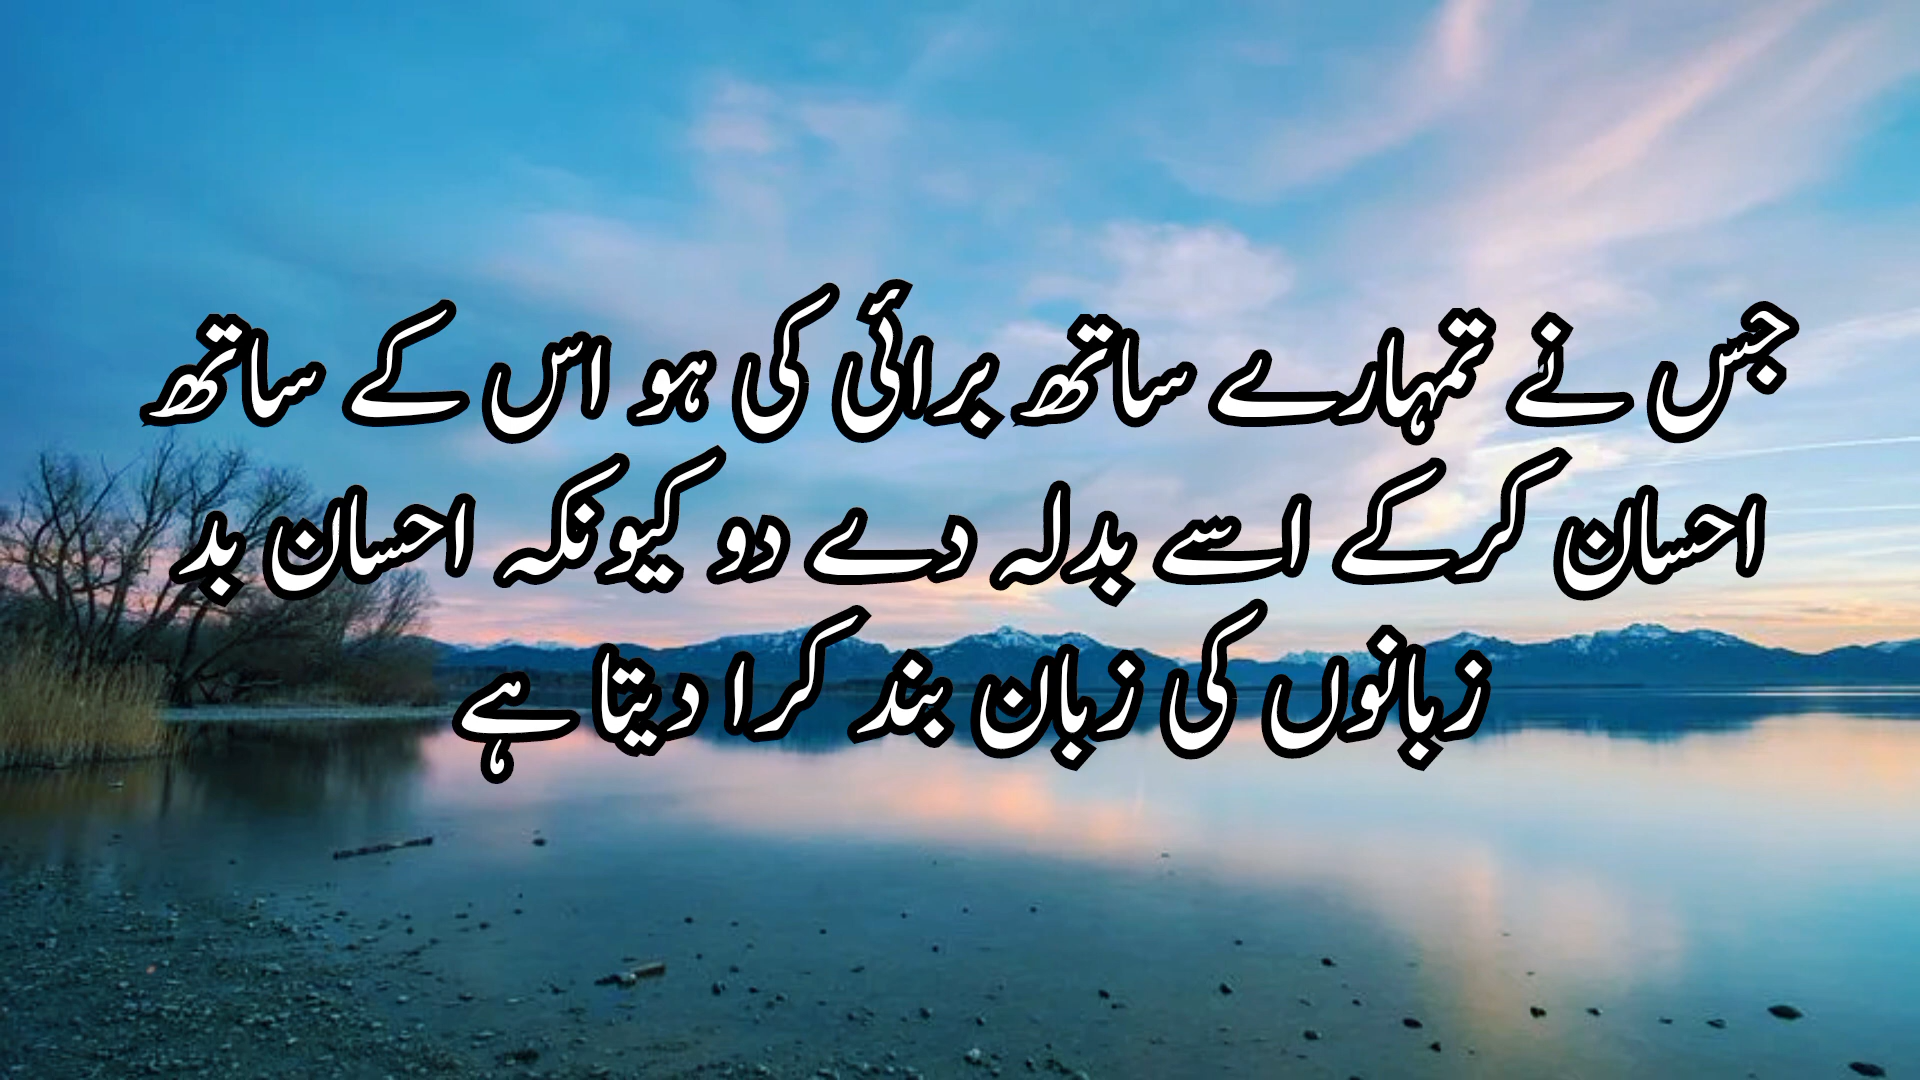 جس نے تمہارے ساتھ برائی کی ہو اس کے ساتھ
احسان کرکے اسے بدلہ دے دو کیونکہ احسان بد
زبانوں کی زبان بند کرا دیتا ہے